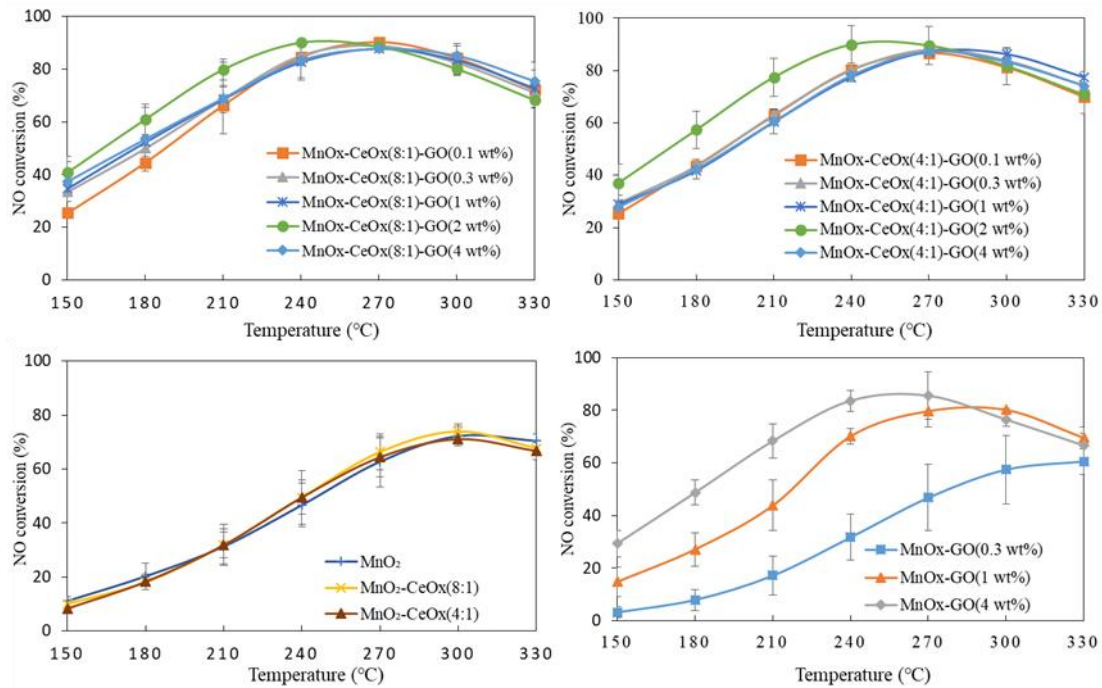 100
80
60
40
20
0
NO conversion (%)
150 180 210 240 270 300 330
Temperature (℃)
MnOx-CeOx(8:1)-GO(0.1 wt%)
MnOx-CeOx(8:1)-GO(0.3 wt%)
MnOx-CeOx(8:1)-GO(1 wt%)
MnOx-CeOx(8:1)-GO(2 wt%)
MnOx-CeOx(8:1)-GO(4 wt%)
100
80
60
40
20
0
NO conversion (%)
150 180 210 240 270 300 330
Temperature (℃)
MnOx-CeOx(4:1)-GO(0.1 wt%)
MnOx-CeOx(4:1)-GO(0.3 wt%)
MnOx-CeOx(4:1)-GO(1 wt%)
MnOx-CeOx(4:1)-GO(2 wt%)
MnOx-CeOx(4:1)-GO(4 wt%)
100
80
60
40
20
0
NO conversion (%)
150 180 210 240 270 300 330
Temperature (℃)
MnO₂
MnO₂-CeOx(8:1)
MnO₂-CeOx(4:1)
100
80
60
40
20
0
NO conversion (%)
150 180 210 240 270 300 330
Temperature (℃)
MnOx-GO(0.3 wt%)
MnOx-GO(1 wt%)
MnOx-GO(4 wt%)